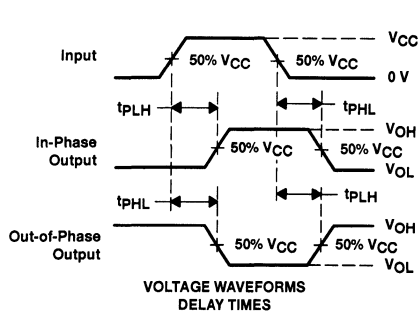 VCC
Input
50% VCC
50% VCC
0 V
tPLH
tPHL
VOH
In-Phase
Output
50% VCC
50% VCC
VOL
tPHL
tPLH
VOH
Out-of-Phase
Output
50% VCC
50% VCC
VOL
VOLTAGE WAVEFORMS
DELAY TIMES